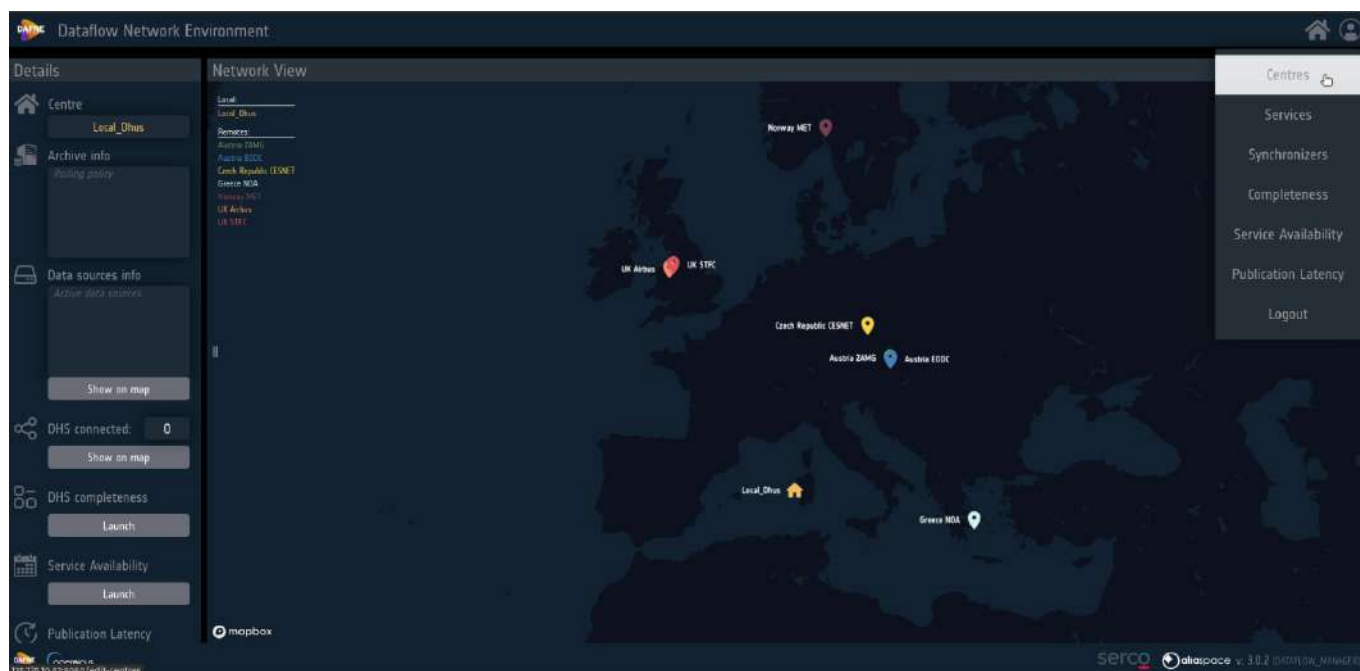 DAFNE
Dataflow Network Environment
Details
Centre
Local_Dhus
Archive info
Rolling policy
Data sources info
Active data sources
Show on map
DHS connected:
0
Show on map
DHS completeness
Launch
Service Availability
Launch
Publication Latency
Network View
Local:
Local_Dhus
Remotes:
Austria ZAMG
Austria EODC
Czech Republic CESNET
Greece NOA
Norway MET
UK Airbus
UK STFC
Norway MET
UK Airbus
UK STFC
Czech Republic CESNET
Austria ZAMG
Austria EODC
Local_Dhus
Greece NOA
mapbox
Centres
Services
Synchronizers
Completeness
Service Availability
Publication Latency
Logout
serco
aliaspace
v: 3.0.2 (DATAFLOW_MANAGER)